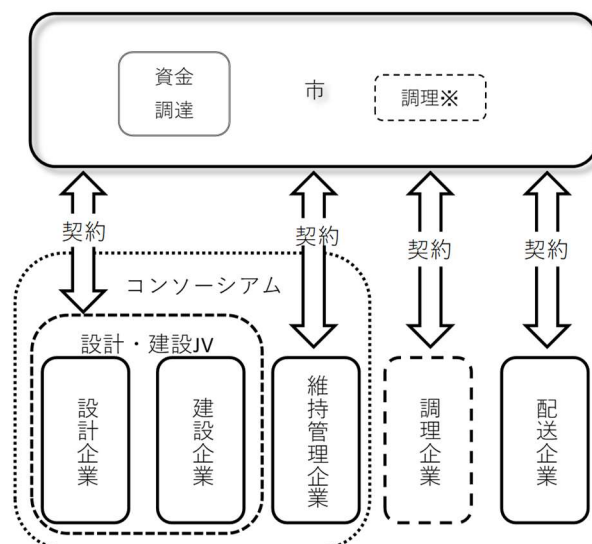 資金
調達
市
調理※
契約
契約
契約
契約
コンソーシアム
設計・建設JV
設計企業
建設企業
維持管理企業
調理企業
配送企業